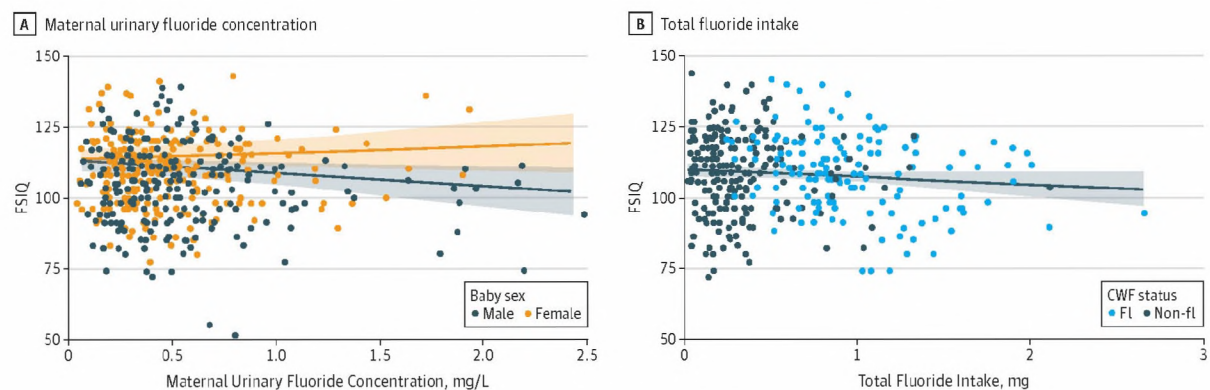 A Maternal urinary fluoride concentration
150
125
100
75
50
FSIQ
0 0.5 1.0 1.5 2.0 2.5
Maternal Urinary Fluoride Concentration, mg/L
Baby sex
Male Female
B Total fluoride intake
150
125
100
75
50
FSIQ
0 1 2 3
Total Fluoride Intake, mg
CWF status
Fl Non-fl